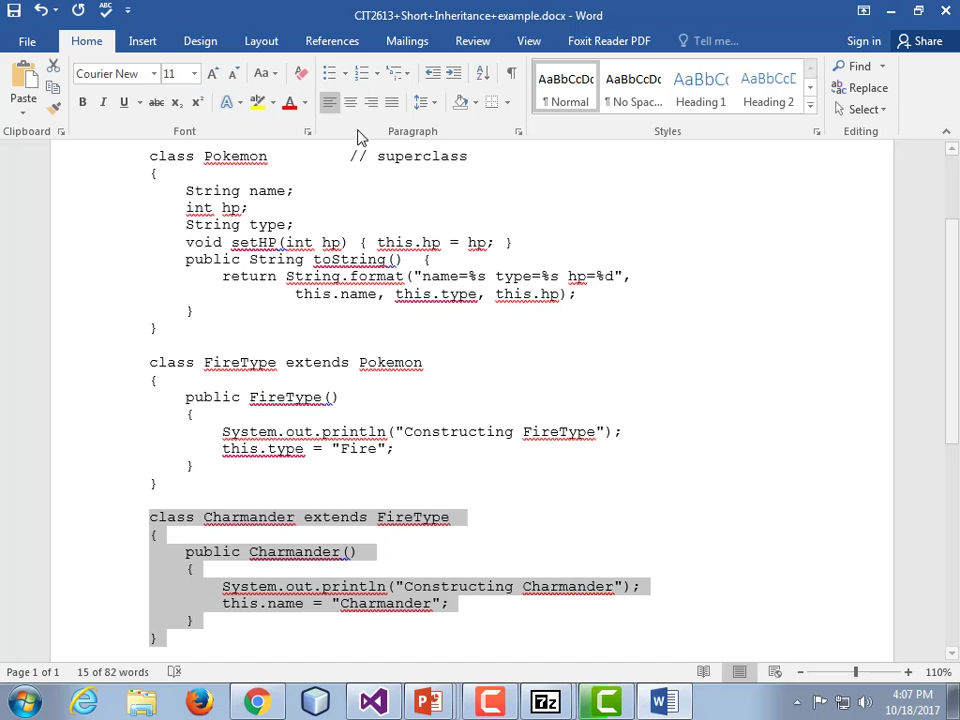 CIT2613+Short+Inheritance+example.docx - Word
File Home Insert Design Layout References Mailings Review View Foxit Reader PDF Tell me... Sign in Share
Paste
Courier New 11 Aa
B I U abc x₂ x² A A
AaBbCcDc AaBbCcDc AaBbCc AaBbCcD
¶ Normal ¶ No Spac... Heading 1 Heading 2
Find
Replace
Select
Clipboard Font Paragraph Styles Editing
class Pokemon // superclass
{
String name;
int hp;
String type;
void setHP(int hp) { this.hp = hp; }
public String toString() {
return String.format("name=%s type=%s hp=%d",
this.name, this.type, this.hp);
}
}
class FireType extends Pokemon
{
public FireType()
{
System.out.println("Constructing FireType");
this.type = "Fire";
}
}
class Charmander extends FireType
{
public Charmander()
{
System.out.println("Constructing Charmander");
this.name = "Charmander";
}
}
Page 1 of 1 15 of 82 words 110%
7z
4:07 PM
10/18/2017